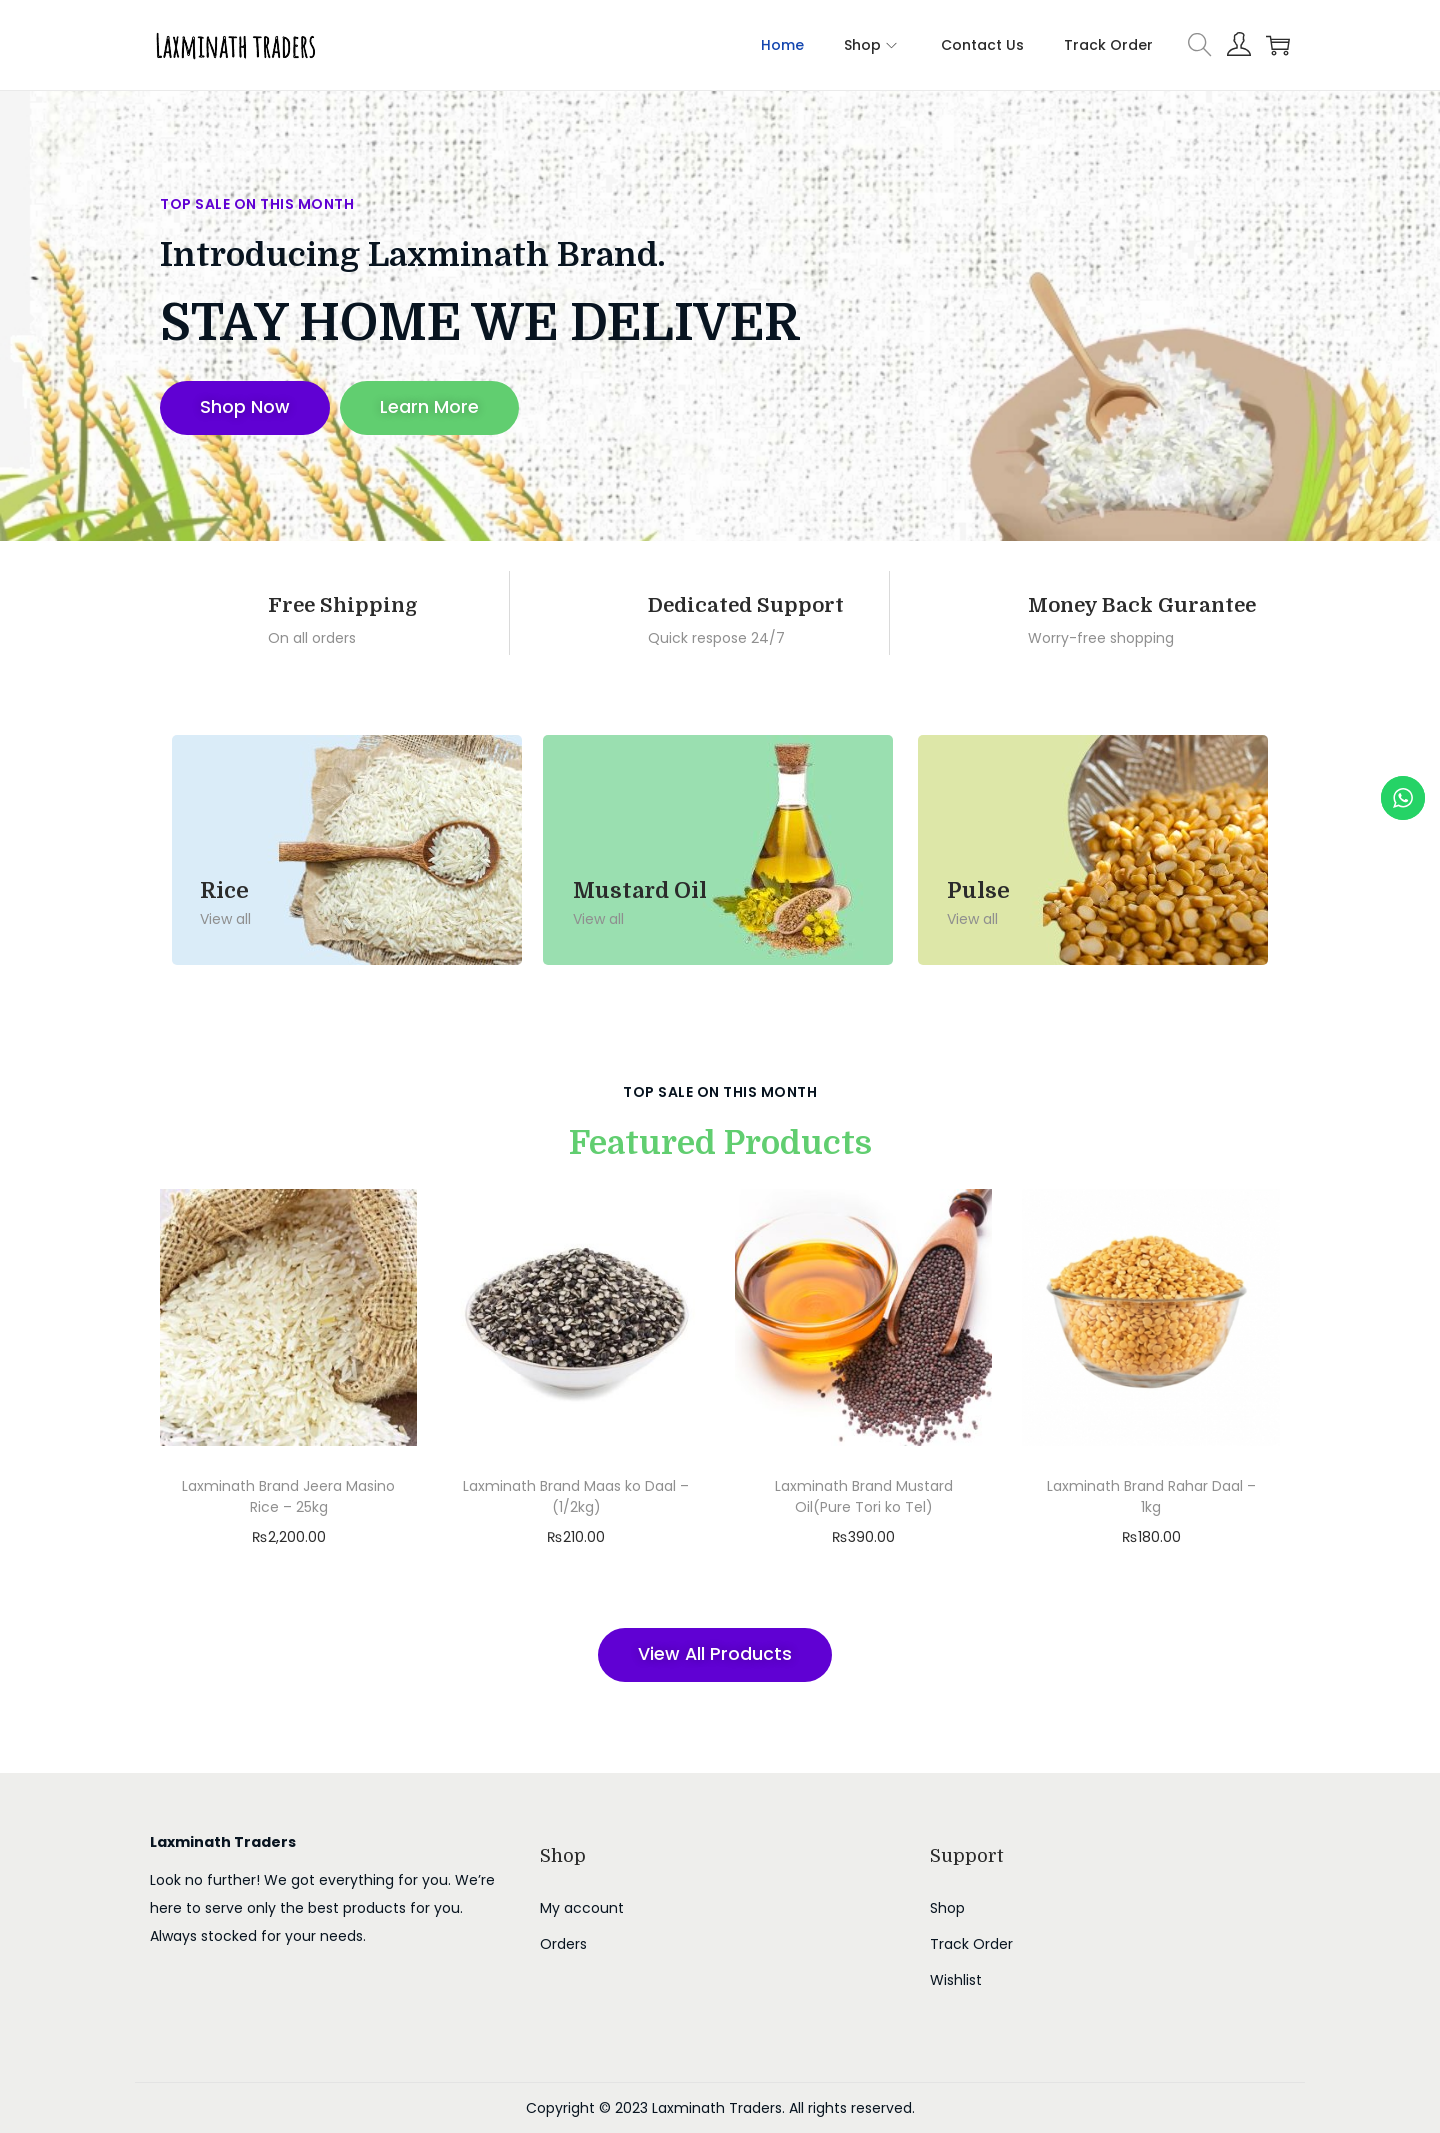 Laxminath Traders
Home
Shop
Contact Us
Track Order
TOP SALE ON THIS MONTH
Introducing Laxminath Brand.
STAY HOME WE DELIVER
Shop Now
Learn More
Free Shipping
On all orders
Dedicated Support
Quick respose 24/7
Money Back Gurantee
Worry-free shopping
Rice
View all
Mustard Oil
View all
Pulse
View all
TOP SALE ON THIS MONTH
Featured Products
Laxminath Brand Jeera Masino
Rice – 25kg
₨2,200.00
Laxminath Brand Maas ko Daal –
(1/2kg)
₨210.00
Laxminath Brand Mustard
Oil(Pure Tori ko Tel)
₨390.00
Laxminath Brand Rahar Daal –
1kg
₨180.00
View All Products
Laxminath Traders
Look no further! We got everything for you. We’re
here to serve only the best products for you.
Always stocked for your needs.
Shop
My account
Orders
Support
Shop
Track Order
Wishlist
Copyright © 2023 Laxminath Traders. All rights reserved.